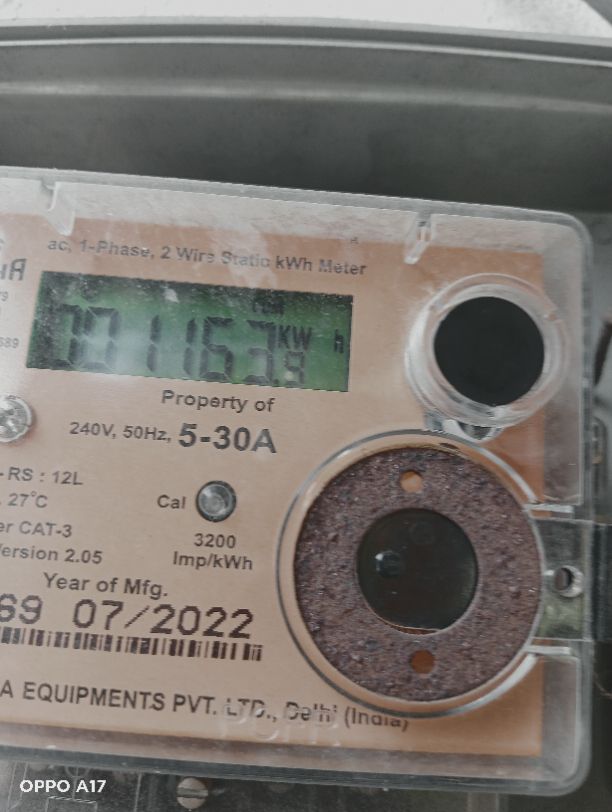 ac, 1-Phase, 2 Wire Static kWh Meter
001163.9 KW h
Property of
240V, 50Hz, 5-30A
-RS : 12L
27°C
Cal
3200
Imp/kWh
CAT-3
Version 2.05
Year of Mfg.
69 07/2022
A EQUIPMENTS PVT. LTD., Delhi (India)
OPPO A17